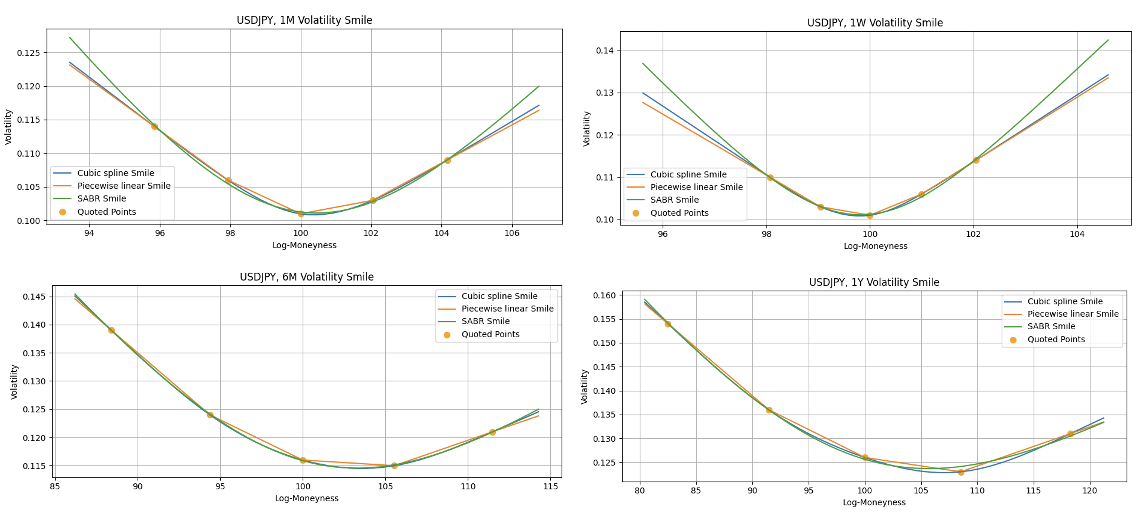 USDJPY, 1M Volatility Smile
0.125
0.120
0.115
0.110
0.105
0.100
Volatility
Cubic spline Smile
Piecewise linear Smile
SABR Smile
Quoted Points
94 96 98 100 102 104 106
Log-Moneyness
USDJPY, 1W Volatility Smile
0.14
0.13
0.12
0.11
0.10
Volatility
Cubic spline Smile
Piecewise linear Smile
SABR Smile
Quoted Points
96 98 100 102 104
Log-Moneyness
USDJPY, 6M Volatility Smile
0.145
0.140
0.135
0.130
0.125
0.120
0.115
Volatility
Cubic spline Smile
Piecewise linear Smile
SABR Smile
Quoted Points
85 90 95 100 105 110 115
Log-Moneyness
USDJPY, 1Y Volatility Smile
0.160
0.155
0.150
0.145
0.140
0.135
0.130
0.125
Volatility
Cubic spline Smile
Piecewise linear Smile
SABR Smile
Quoted Points
80 85 90 95 100 105 110 115 120
Log-Moneyness